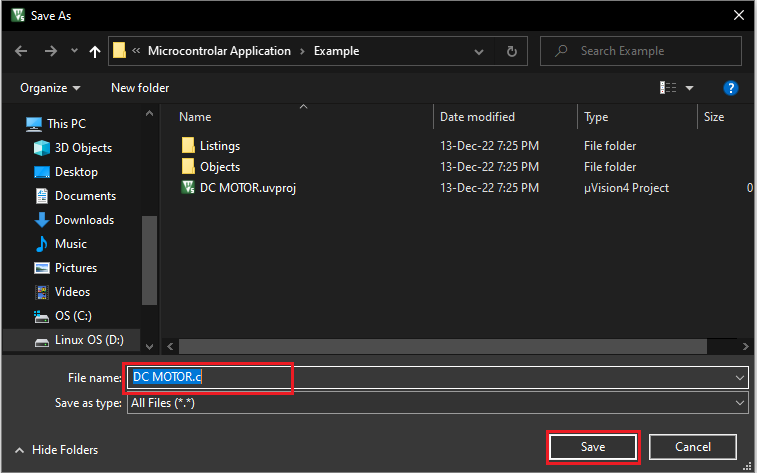 Save As
Microcontrolar Application Example
Search Example
Organize New folder
Name Date modified Type Size
This PC
3D Objects
Desktop
Documents
Downloads
Music
Pictures
Videos
OS (C:)
Linux OS (D:)
Listings 13-Dec-22 7:25 PM File folder
Objects 13-Dec-22 7:25 PM File folder
DC MOTOR.uvproj 13-Dec-22 7:25 PM µVision4 Project 0
File name: DC MOTOR.c
Save as type: All Files (*.*)
Hide Folders Save Cancel